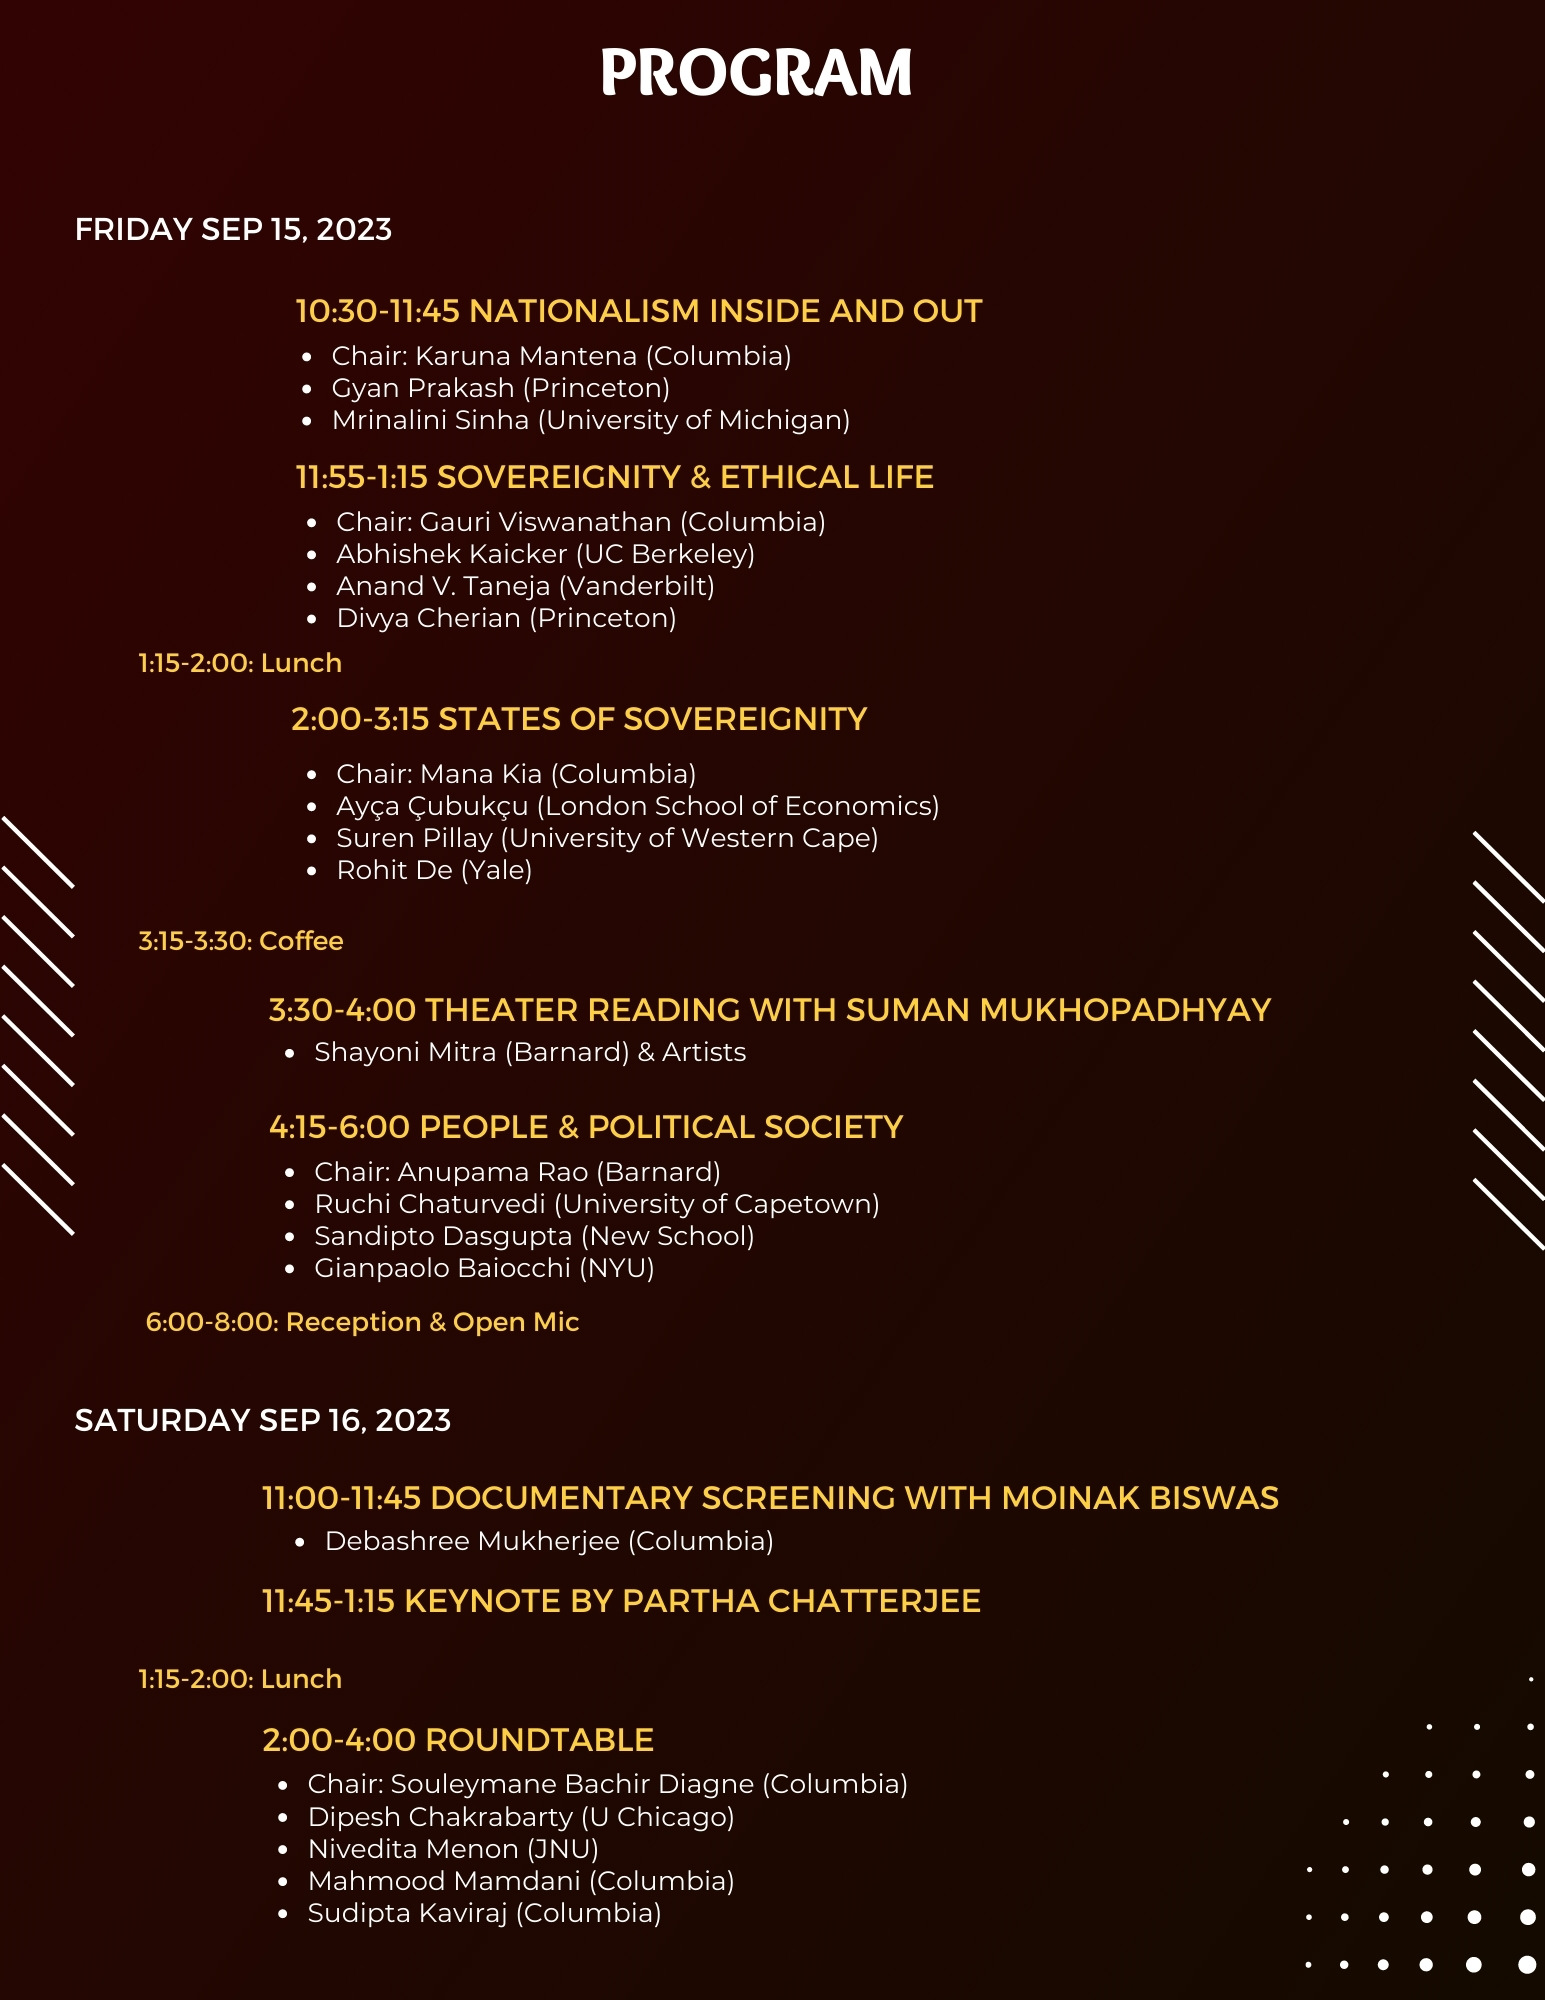 PROGRAM
FRIDAY SEP 15, 2023
10:30-11:45 NATIONALISM INSIDE AND OUT
• Chair: Karuna Mantena (Columbia)
• Gyan Prakash (Princeton)
• Mrinalini Sinha (University of Michigan)
11:55-1:15 SOVEREIGNITY & ETHICAL LIFE
• Chair: Gauri Viswanathan (Columbia)
• Abhishek Kaicker (UC Berkeley)
• Anand V. Taneja (Vanderbilt)
• Divya Cherian (Princeton)
1:15-2:00: Lunch
2:00-3:15 STATES OF SOVEREIGNITY
• Chair: Mana Kia (Columbia)
• Ayça Çubukçu (London School of Economics)
• Suren Pillay (University of Western Cape)
• Rohit De (Yale)
3:15-3:30: Coffee
3:30-4:00 THEATER READING WITH SUMAN MUKHOPADHYAY
• Shayoni Mitra (Barnard) & Artists
4:15-6:00 PEOPLE & POLITICAL SOCIETY
• Chair: Anupama Rao (Barnard)
• Ruchi Chaturvedi (University of Capetown)
• Sandipto Dasgupta (New School)
• Gianpaolo Baiocchi (NYU)
6:00-8:00: Reception & Open Mic
SATURDAY SEP 16, 2023
11:00-11:45 DOCUMENTARY SCREENING WITH MOINAK BISWAS
• Debashree Mukherjee (Columbia)
11:45-1:15 KEYNOTE BY PARTHA CHATTERJEE
1:15-2:00: Lunch
2:00-4:00 ROUNDTABLE
• Chair: Souleymane Bachir Diagne (Columbia)
• Dipesh Chakrabarty (U Chicago)
• Nivedita Menon (JNU)
• Mahmood Mamdani (Columbia)
• Sudipta Kaviraj (Columbia)